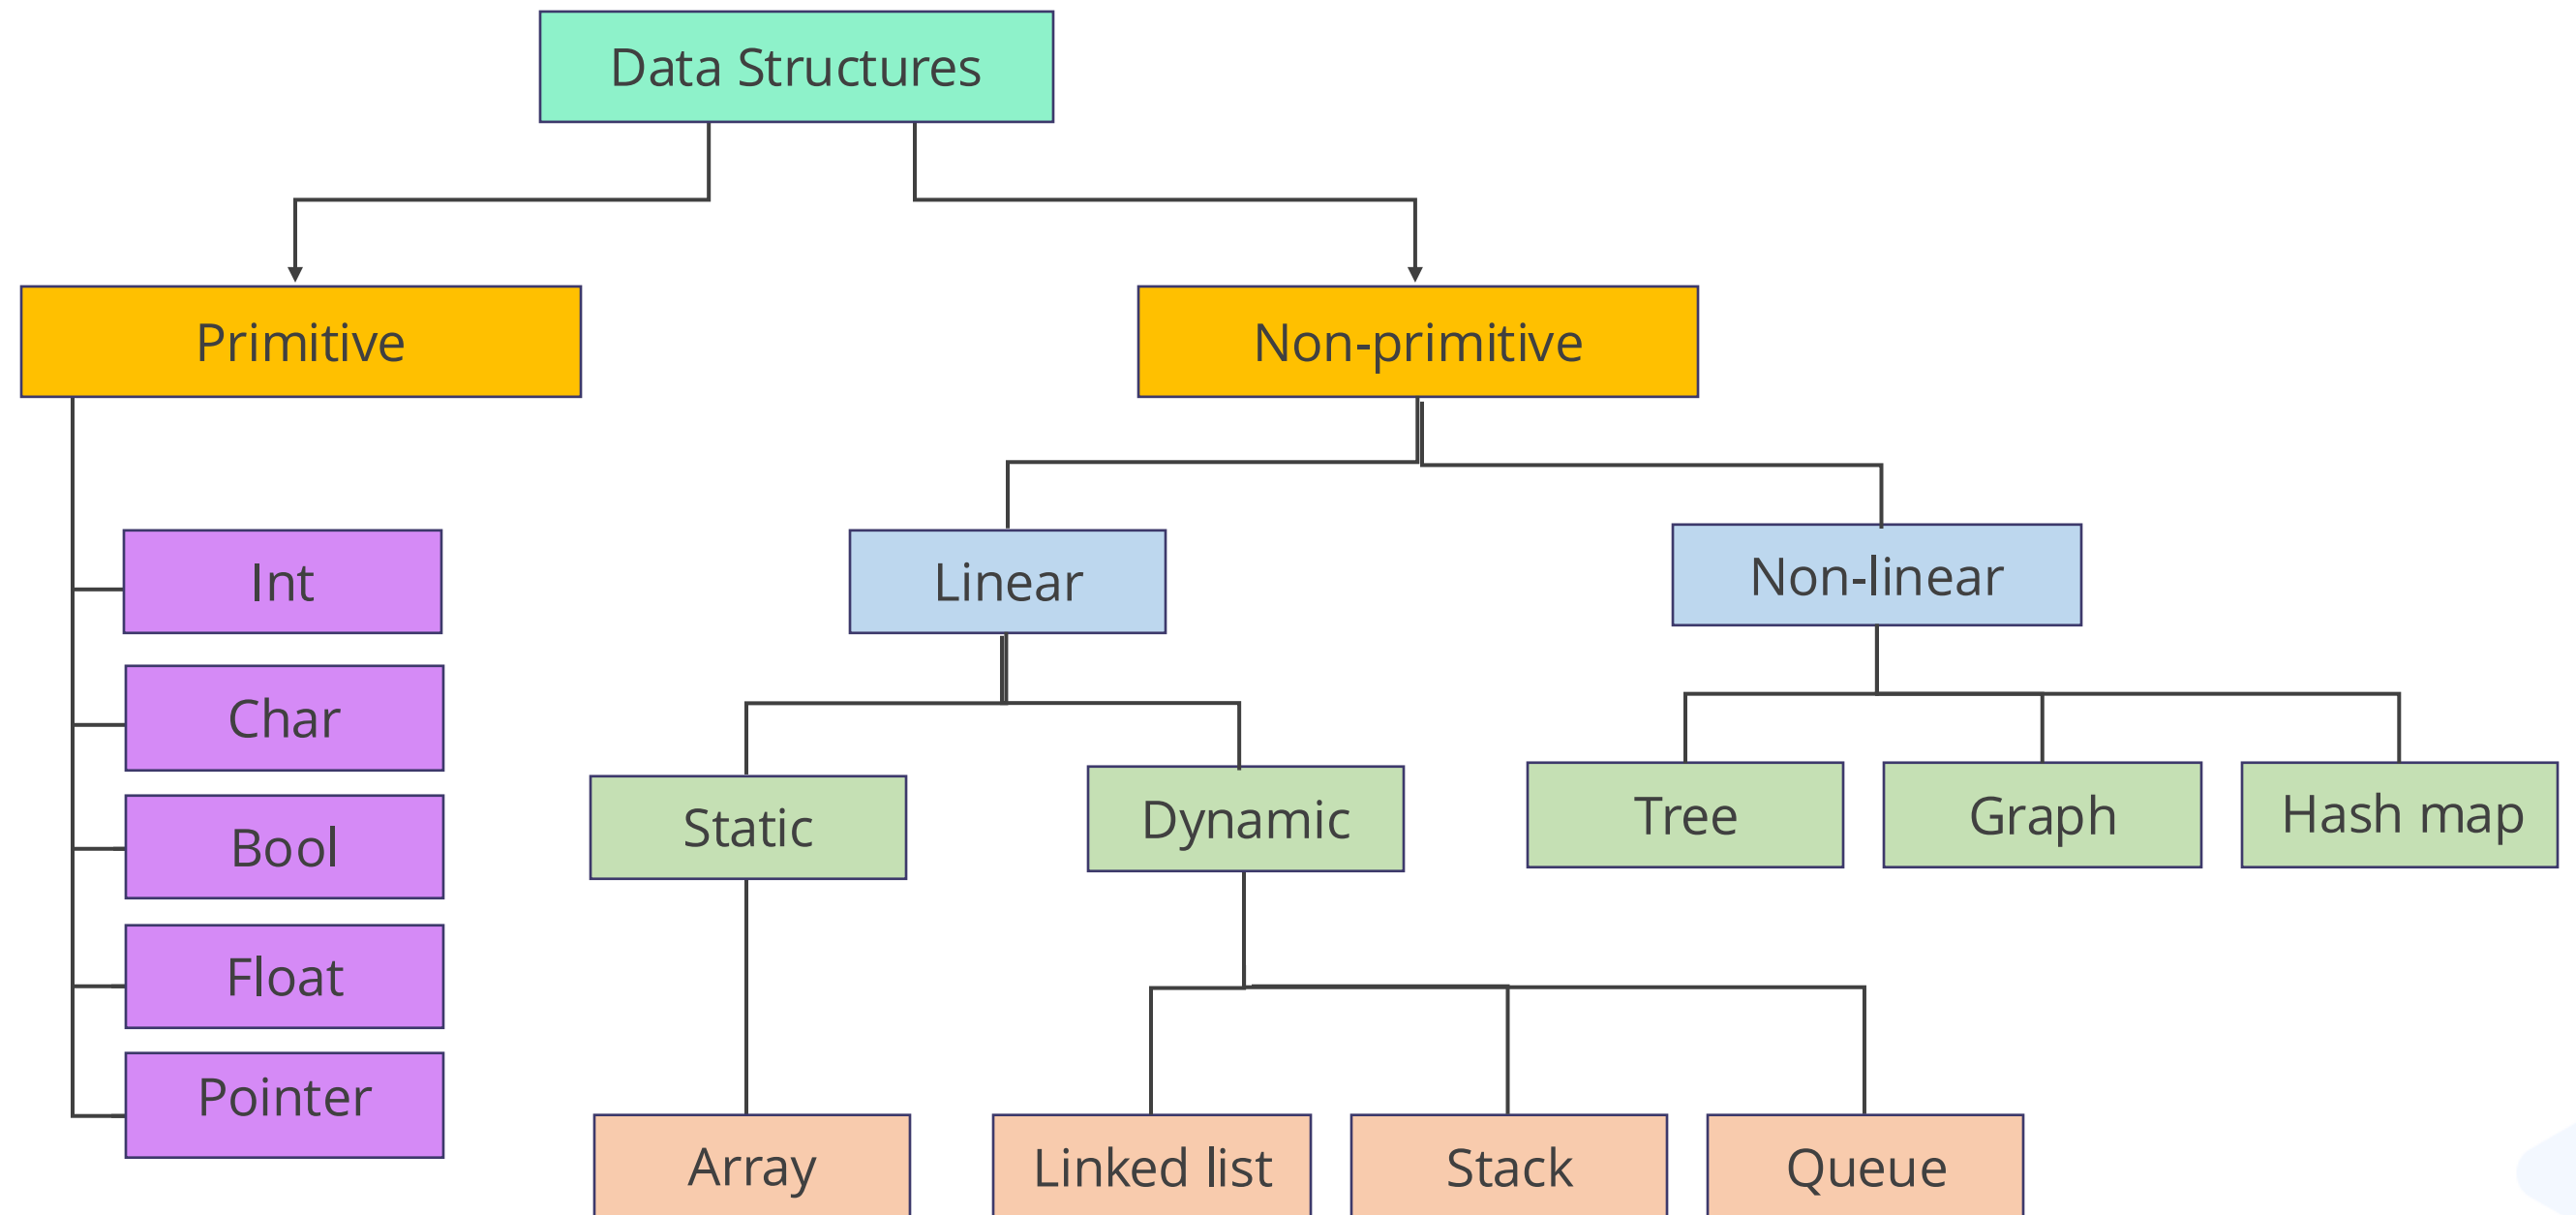 Data Structures
Primitive
Non-primitive
Int
Linear
Non-linear
Char
Static
Dynamic
Tree
Graph
Hash map
Bool
Float
Pointer
Array
Linked list
Stack
Queue